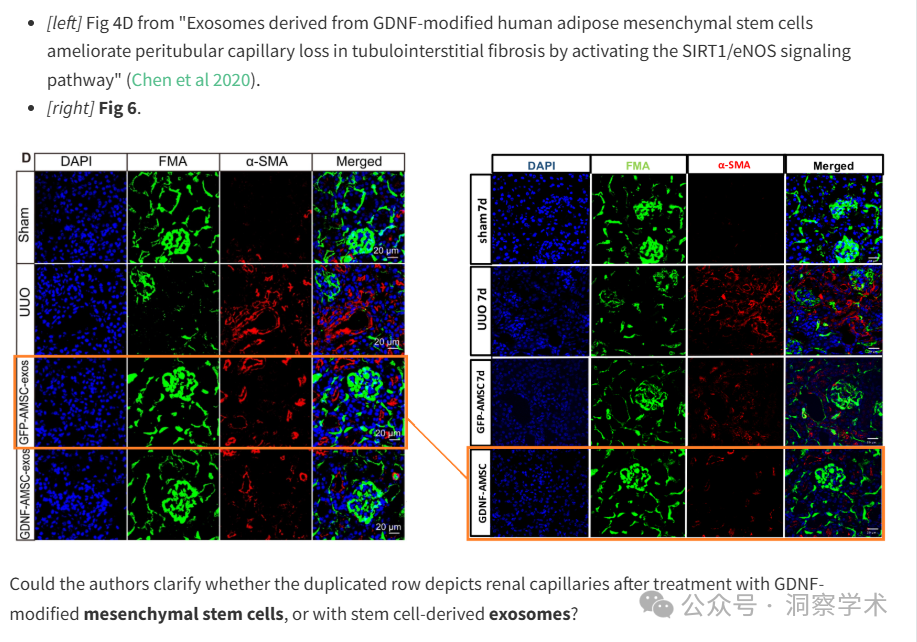 [left] Fig 4D from "Exosomes derived from GDNF-modified human adipose mesenchymal stem cells
ameliorate peritubular capillary loss in tubulointerstitial fibrosis by activating the SIRT1/eNOS signaling
pathway" (Chen et al 2020).
[right] Fig 6.
D DAPI FMA α-SMA Merged
Sham
20 μm
UUO
20 μm
GFP-AMSC-exos
20 μm
GDNF-AMSC-exos
20 μm
DAPI FMA α-SMA Merged
sham 7d
UUO 7d
GFP-AMSC 7d
GDNF-AMSC
Could the authors clarify whether the duplicated row depicts renal capillaries after treatment with GDNF-
modified mesenchymal stem cells, or with stem cell-derived exosomes?
公众号 · 洞察学术